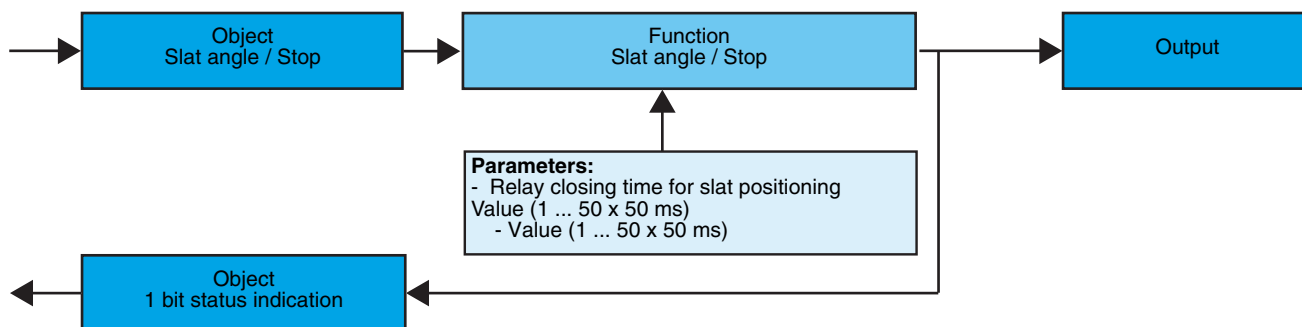 Object
Slat angle / Stop
Function
Slat angle / Stop
Output
Parameters:
- Relay closing time for slat positioning
Value (1 ... 50 x 50 ms)
- Value (1 ... 50 x 50 ms)
Object
1 bit status indication